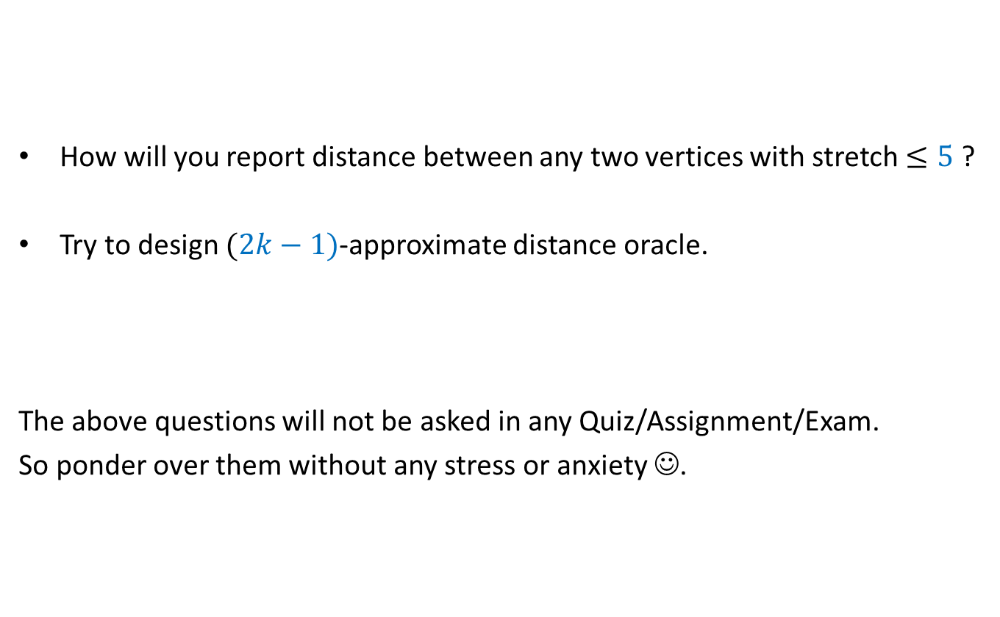 • How will you report distance between any two vertices with stretch ≤ 5 ?
• Try to design (2k − 1)-approximate distance oracle.
The above questions will not be asked in any Quiz/Assignment/Exam.
So ponder over them without any stress or anxiety ☺.